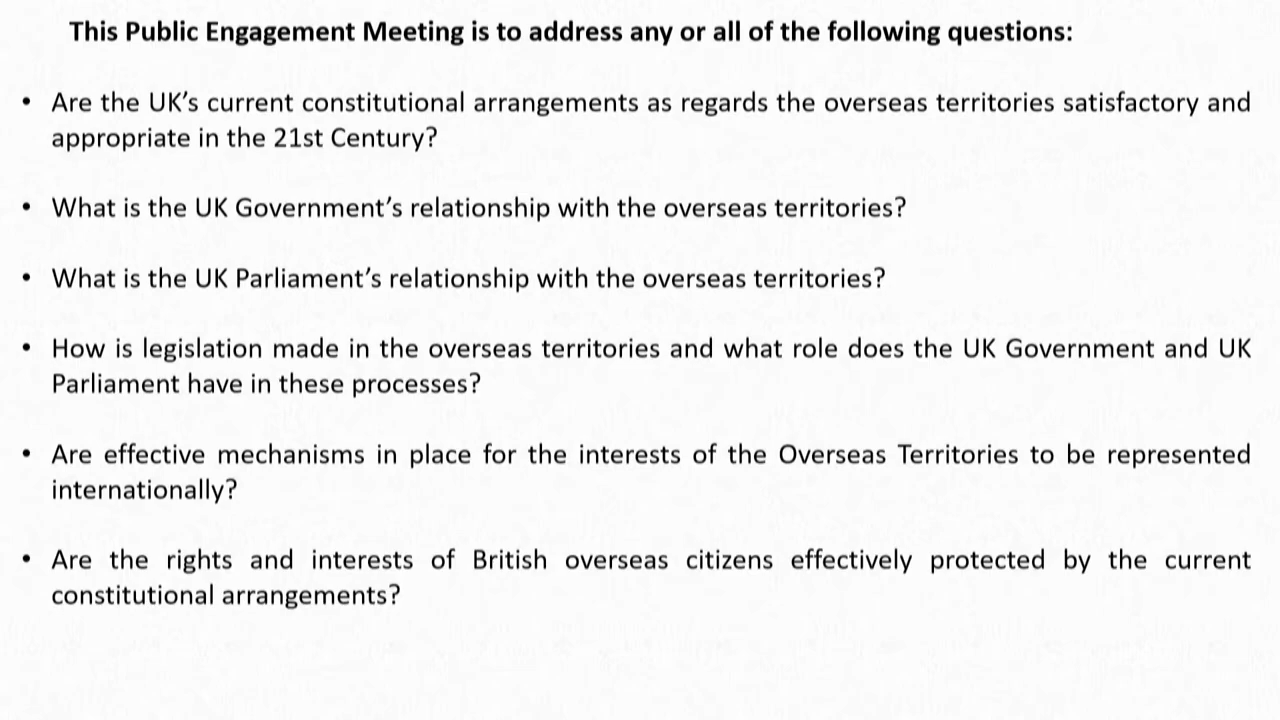 This Public Engagement Meeting is to address any or all of the following questions:
• Are the UK’s current constitutional arrangements as regards the overseas territories satisfactory and
appropriate in the 21st Century?
• What is the UK Government’s relationship with the overseas territories?
• What is the UK Parliament’s relationship with the overseas territories?
• How is legislation made in the overseas territories and what role does the UK Government and UK
Parliament have in these processes?
• Are effective mechanisms in place for the interests of the Overseas Territories to be represented
internationally?
• Are the rights and interests of British overseas citizens effectively protected by the current
constitutional arrangements?